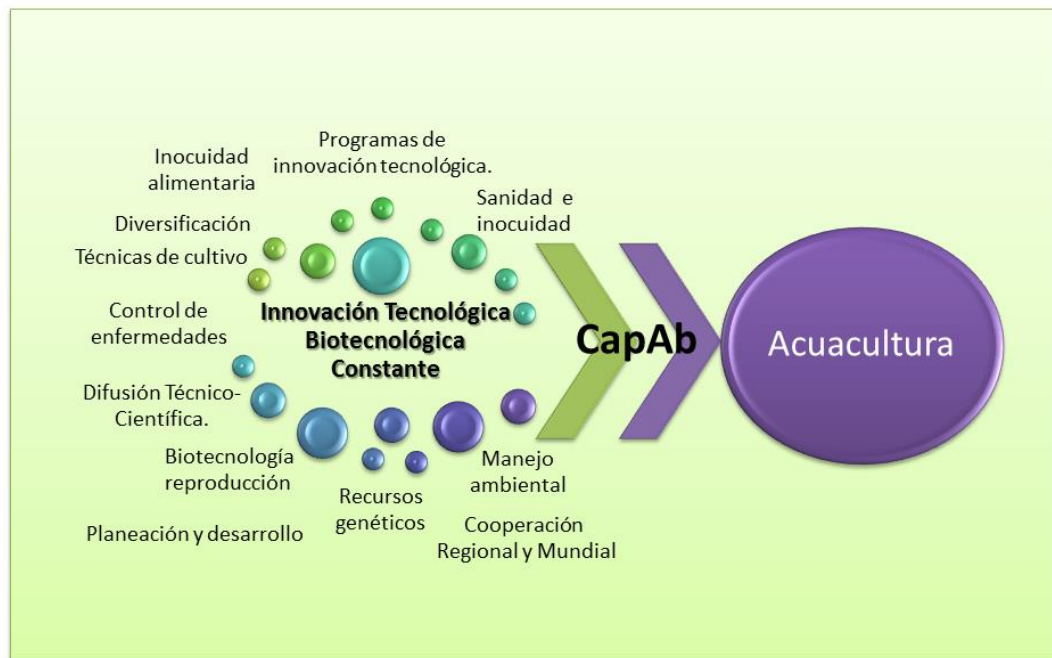 Programas de
innovación tecnológica.
Inocuidad
alimentaria
Sanidad e
inocuidad
Diversificación
Técnicas de cultivo
Control de
enfermedades
Innovación Tecnológica
Biotecnológica
Constante
CapAb
Acuacultura
Difusión Técnico-
Científica.
Biotecnología
reproducción
Manejo
ambiental
Recursos
genéticos
Planeación y desarrollo
Cooperación
Regional y Mundial